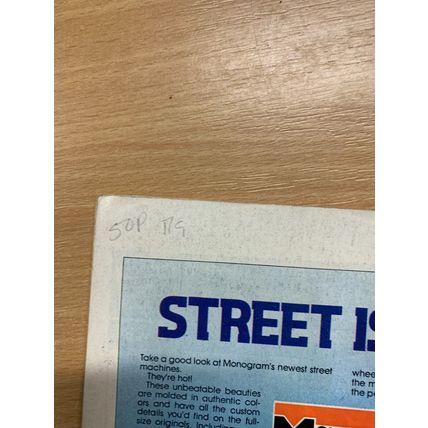 50P
STREET IS
Take a good look at Monogram's newest street
machines.
They're hot!
These unbeatable beauties
are molded in authentic col-
ors and have all the custom
details you'd find on the full-
size originals, including
whee
the m
the pa